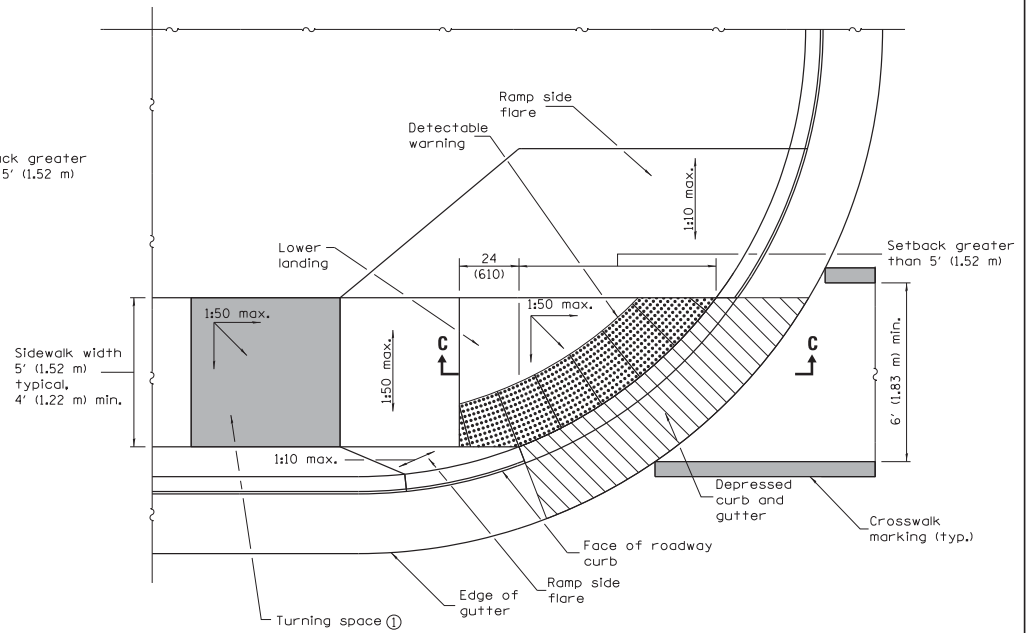 Ramp side
flare
Detectable
warning
ack greater
5' (1.52 m)
1:10 max.
Lower
landing
24
(610)
Setback greater
than 5' (1.52 m)
1:50 max.
1:50 max.
Sidewalk width
5' (1.52 m)
typical,
4' (1.22 m) min.
1:50 max.
C
C
6' (1.83 m) min.
1:10 max.
Depressed
curb and
gutter
Crosswalk
marking (typ.)
Face of roadway
curb
Ramp side
flare
Edge of
gutter
Turning space ①